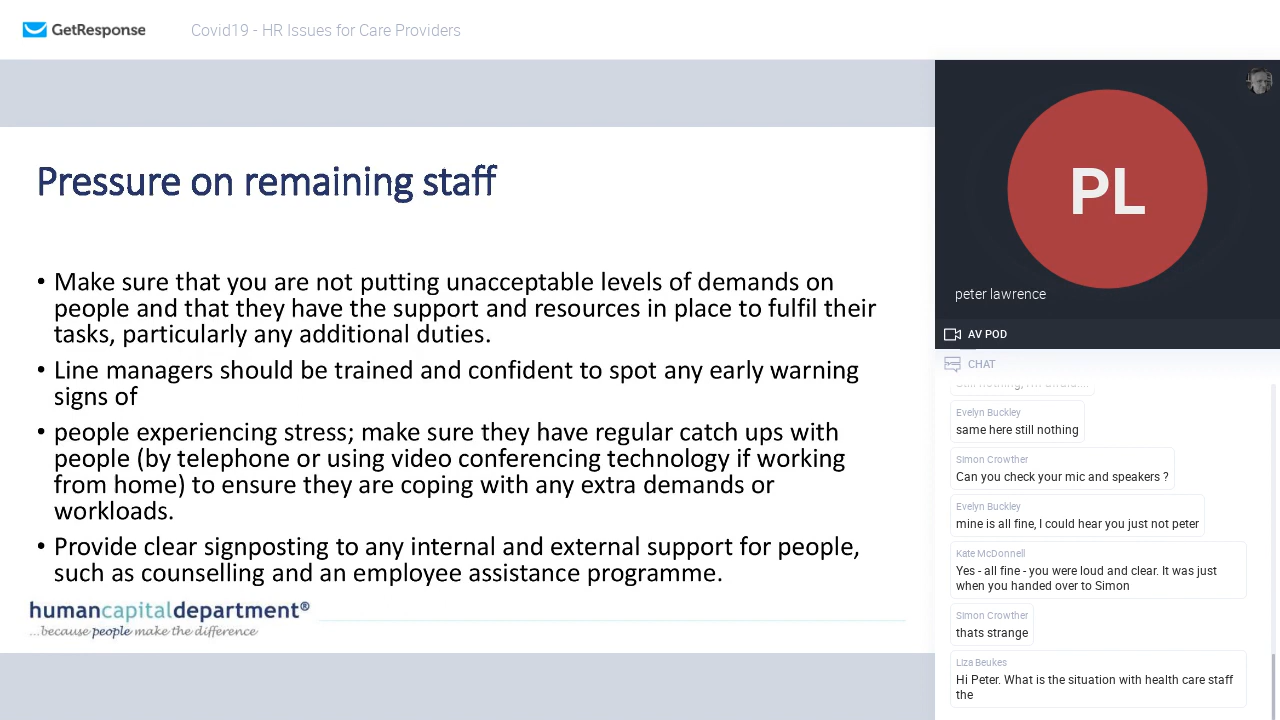 GetResponse
Covid19 - HR Issues for Care Providers
Pressure on remaining staff
• Make sure that you are not putting unacceptable levels of demands on
people and that they have the support and resources in place to fulfil their
tasks, particularly any additional duties.
• Line managers should be trained and confident to spot any early warning
signs of
• people experiencing stress; make sure they have regular catch ups with
people (by telephone or using video conferencing technology if working
from home) to ensure they are coping with any extra demands or
workloads.
• Provide clear signposting to any internal and external support for people,
such as counselling and an employee assistance programme.
humancapitaldepartment®
...because people make the difference
PL
peter lawrence
AV POD
CHAT
Evelyn Buckley
same here still nothing
Simon Crowther
Can you check your mic and speakers ?
Evelyn Buckley
mine is all fine, I could hear you just not peter
Kate McDonnell
Yes - all fine - you were loud and clear. It was just
when you handed over to Simon
Simon Crowther
thats strange
Liza Beukes
Hi Peter. What is the situation with health care staff
the